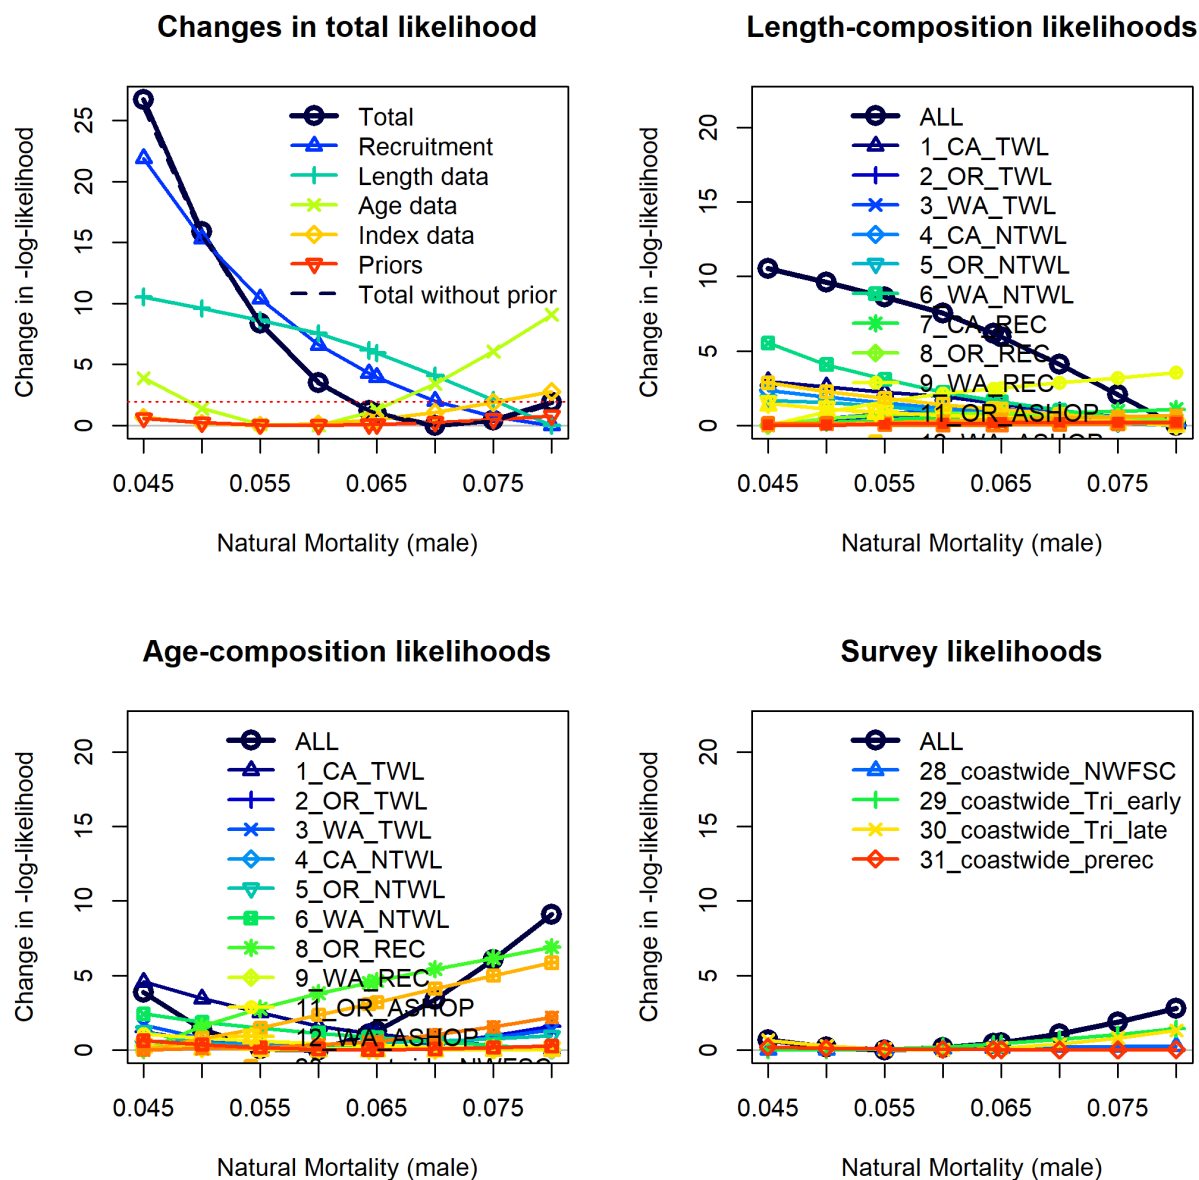 Changes in total likelihood
Change in -log-likelihood
25
20
15
10
5
0
Total
Recruitment
Length data
Age data
Index data
Priors
Total without prior
0.045
0.055
0.065
0.075
Natural Mortality (male)
Length-composition likelihoods
Change in -log-likelihood
20
15
10
5
0
ALL
1_CA_TWL
2_OR_TWL
3_WA_TWL
4_CA_NTWL
5_OR_NTWL
6_WA_NTWL
7_CA_REC
8_OR_REC
9_WA_REC
11_OR_ASHOP
12_WA_ASHOP
0.045
0.055
0.065
0.075
Natural Mortality (male)
Age-composition likelihoods
Change in -log-likelihood
20
15
10
5
0
ALL
1_CA_TWL
2_OR_TWL
3_WA_TWL
4_CA_NTWL
5_OR_NTWL
6_WA_NTWL
8_OR_REC
9_WA_REC
11_OR_ASHOP
12_WA_ASHOP
0.045
0.055
0.065
0.075
Natural Mortality (male)
Survey likelihoods
Change in -log-likelihood
20
15
10
5
0
ALL
28_coastwide_NWFSC
29_coastwide_Tri_early
30_coastwide_Tri_late
31_coastwide_prerec
0.045
0.055
0.065
0.075
Natural Mortality (male)